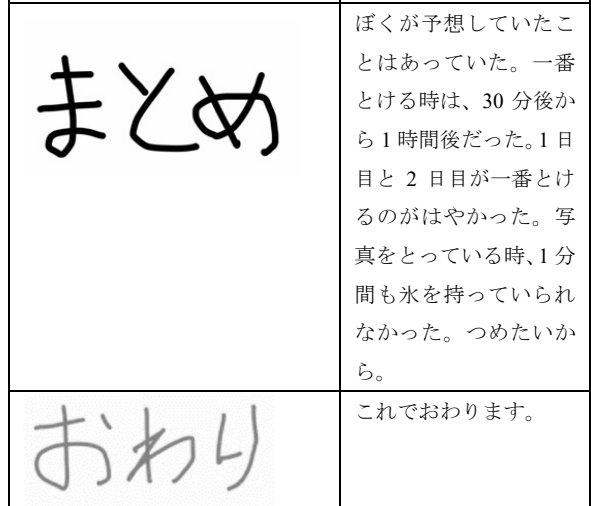 まとめ
ぼくが予想していたこ
とはあっていた。一番
とける時は、30 分後か
ら 1 時間後だった。1 日
目と 2 日目が一番とけ
るのがはやかった。写
真をとっている時、1 分
間も氷を持っていられ
なかった。つめたいか
ら。
おわり
これでおわります。